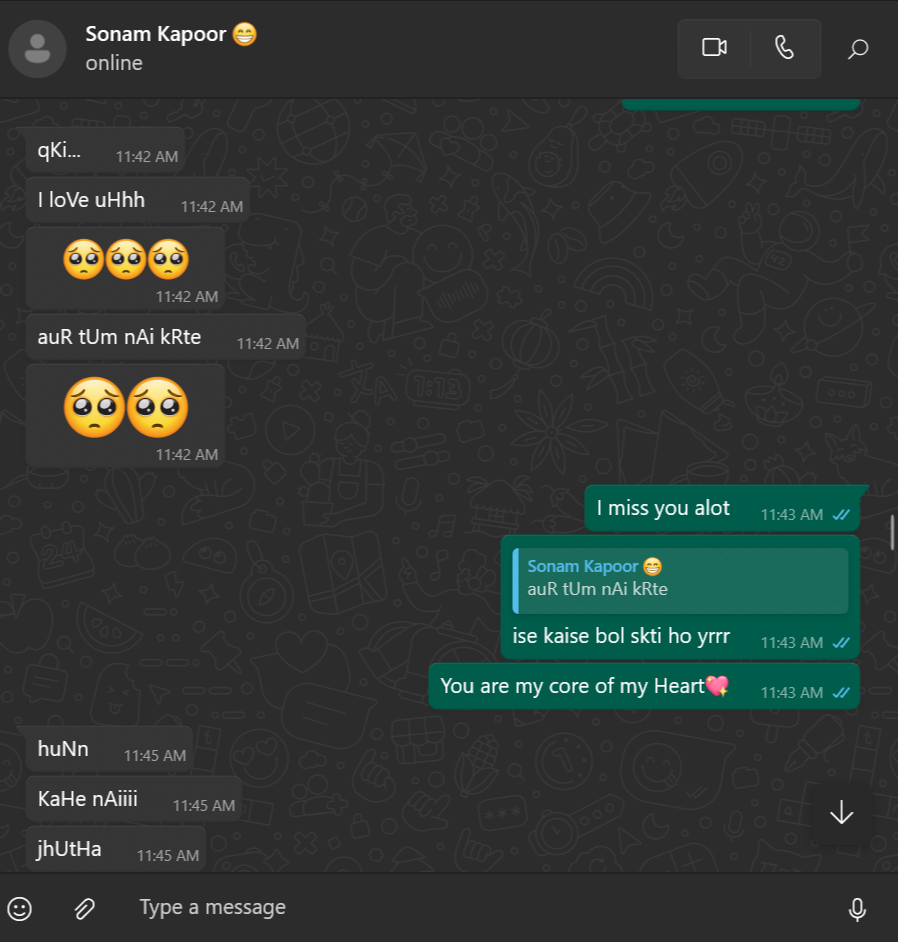 Sonam Kapoor 😁
online
qKi...
11:42 AM
I loVe uHhh
11:42 AM
🥺🥺🥺
11:42 AM
auR tUm nAi kRte
11:42 AM
🥺🥺
11:42 AM
I miss you alot
11:43 AM
Sonam Kapoor 😁
auR tUm nAi kRte
ise kaise bol skti ho yrrr
11:43 AM
You are my core of my Heart💖
11:43 AM
huNn
11:45 AM
KaHe nAiiii
11:45 AM
jhUtHa
11:45 AM
Type a message